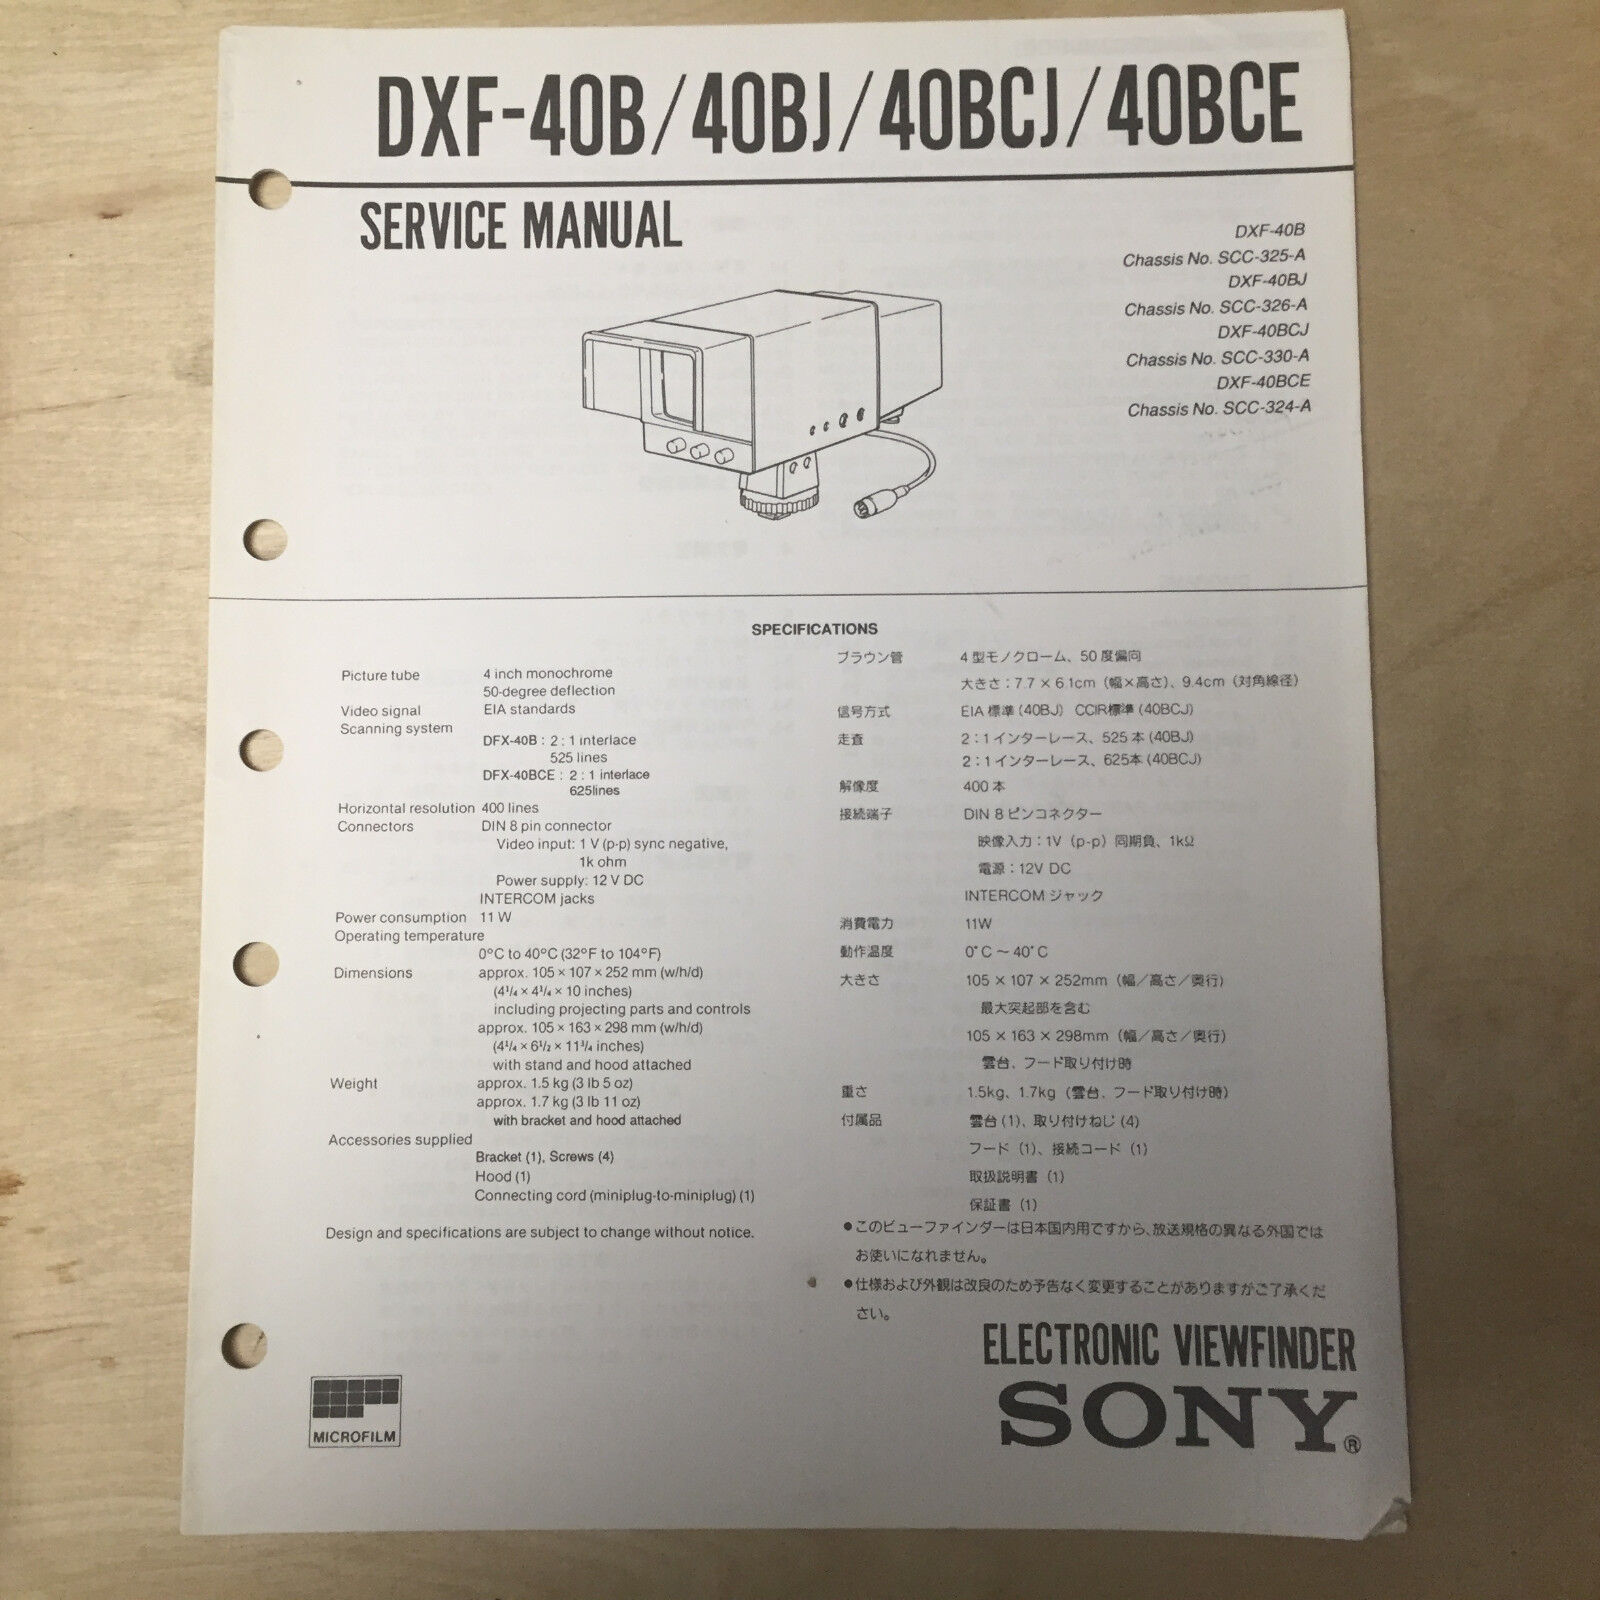 DXF-40B/40BJ/40BCJ/40BCE
SERVICE MANUAL
DXF-40B
Chassis No. SCC-325-A
DXF-40BJ
Chassis No. SCC-326-A
DXF-40BCJ
Chassis No. SCC-330-A
DXF-40BCE
Chassis No. SCC-324-A
SPECIFICATIONS
Picture tube 4 inch monochrome
50-degree deflection
Video signal EIA standards
Scanning system
DFX-40B : 2 : 1 interlace
525 lines
DFX-40BCE : 2 : 1 interlace
625lines
Horizontal resolution 400 lines
Connectors DIN 8 pin connector
Video input: 1 V (p-p) sync negative,
1k ohm
Power supply: 12 V DC
INTERCOM jacks
Power consumption 11 W
Operating temperature
0°C to 40°C (32°F to 104°F)
Dimensions approx. 105 × 107 × 252 mm (w/h/d)
(4¹/₄ × 4¹/₄ × 10 inches)
including projecting parts and controls
approx. 105 × 163 × 298 mm (w/h/d)
(4¹/₄ × 6¹/₂ × 11³/₄ inches)
with stand and hood attached
Weight approx. 1.5 kg (3 lb 5 oz)
approx. 1.7 kg (3 lb 11 oz)
with bracket and hood attached
Accessories supplied
Bracket (1), Screws (4)
Hood (1)
Connecting cord (miniplug-to-miniplug) (1)
Design and specifications are subject to change without notice.
ブラウン管 4型モノクローム、50度偏向
大きさ：7.7 × 6.1cm（幅×高さ）、9.4cm（対角線径）
信号方式 EIA標準 (40BJ) CCIR標準 (40BCJ)
走査 2：1インターレース、525本 (40BJ)
2：1インターレース、625本 (40BCJ)
解像度 400本
接続端子 DIN 8ピンコネクター
映像入力：1V（p-p）同期負、1kΩ
電源：12V DC
INTERCOM ジャック
消費電力 11W
動作温度 0°C ～ 40°C
大きさ 105 × 107 × 252mm（幅／高さ／奥行）
最大突起部を含む
105 × 163 × 298mm（幅／高さ／奥行）
雲台、フード取り付け時
重さ 1.5kg、1.7kg（雲台、フード取り付け時）
付属品 雲台 (1)、取り付けねじ (4)
フード (1)、接続コード (1)
取扱説明書 (1)
保証書 (1)
●このビューファインダーは日本国内用ですから、放送規格の異なる外国では
お使いになれません。
●仕様および外観は改良のため予告なく変更することがありますがご了承くだ
さい。
ELECTRONIC VIEWFINDER
SONY®
MICROFILM